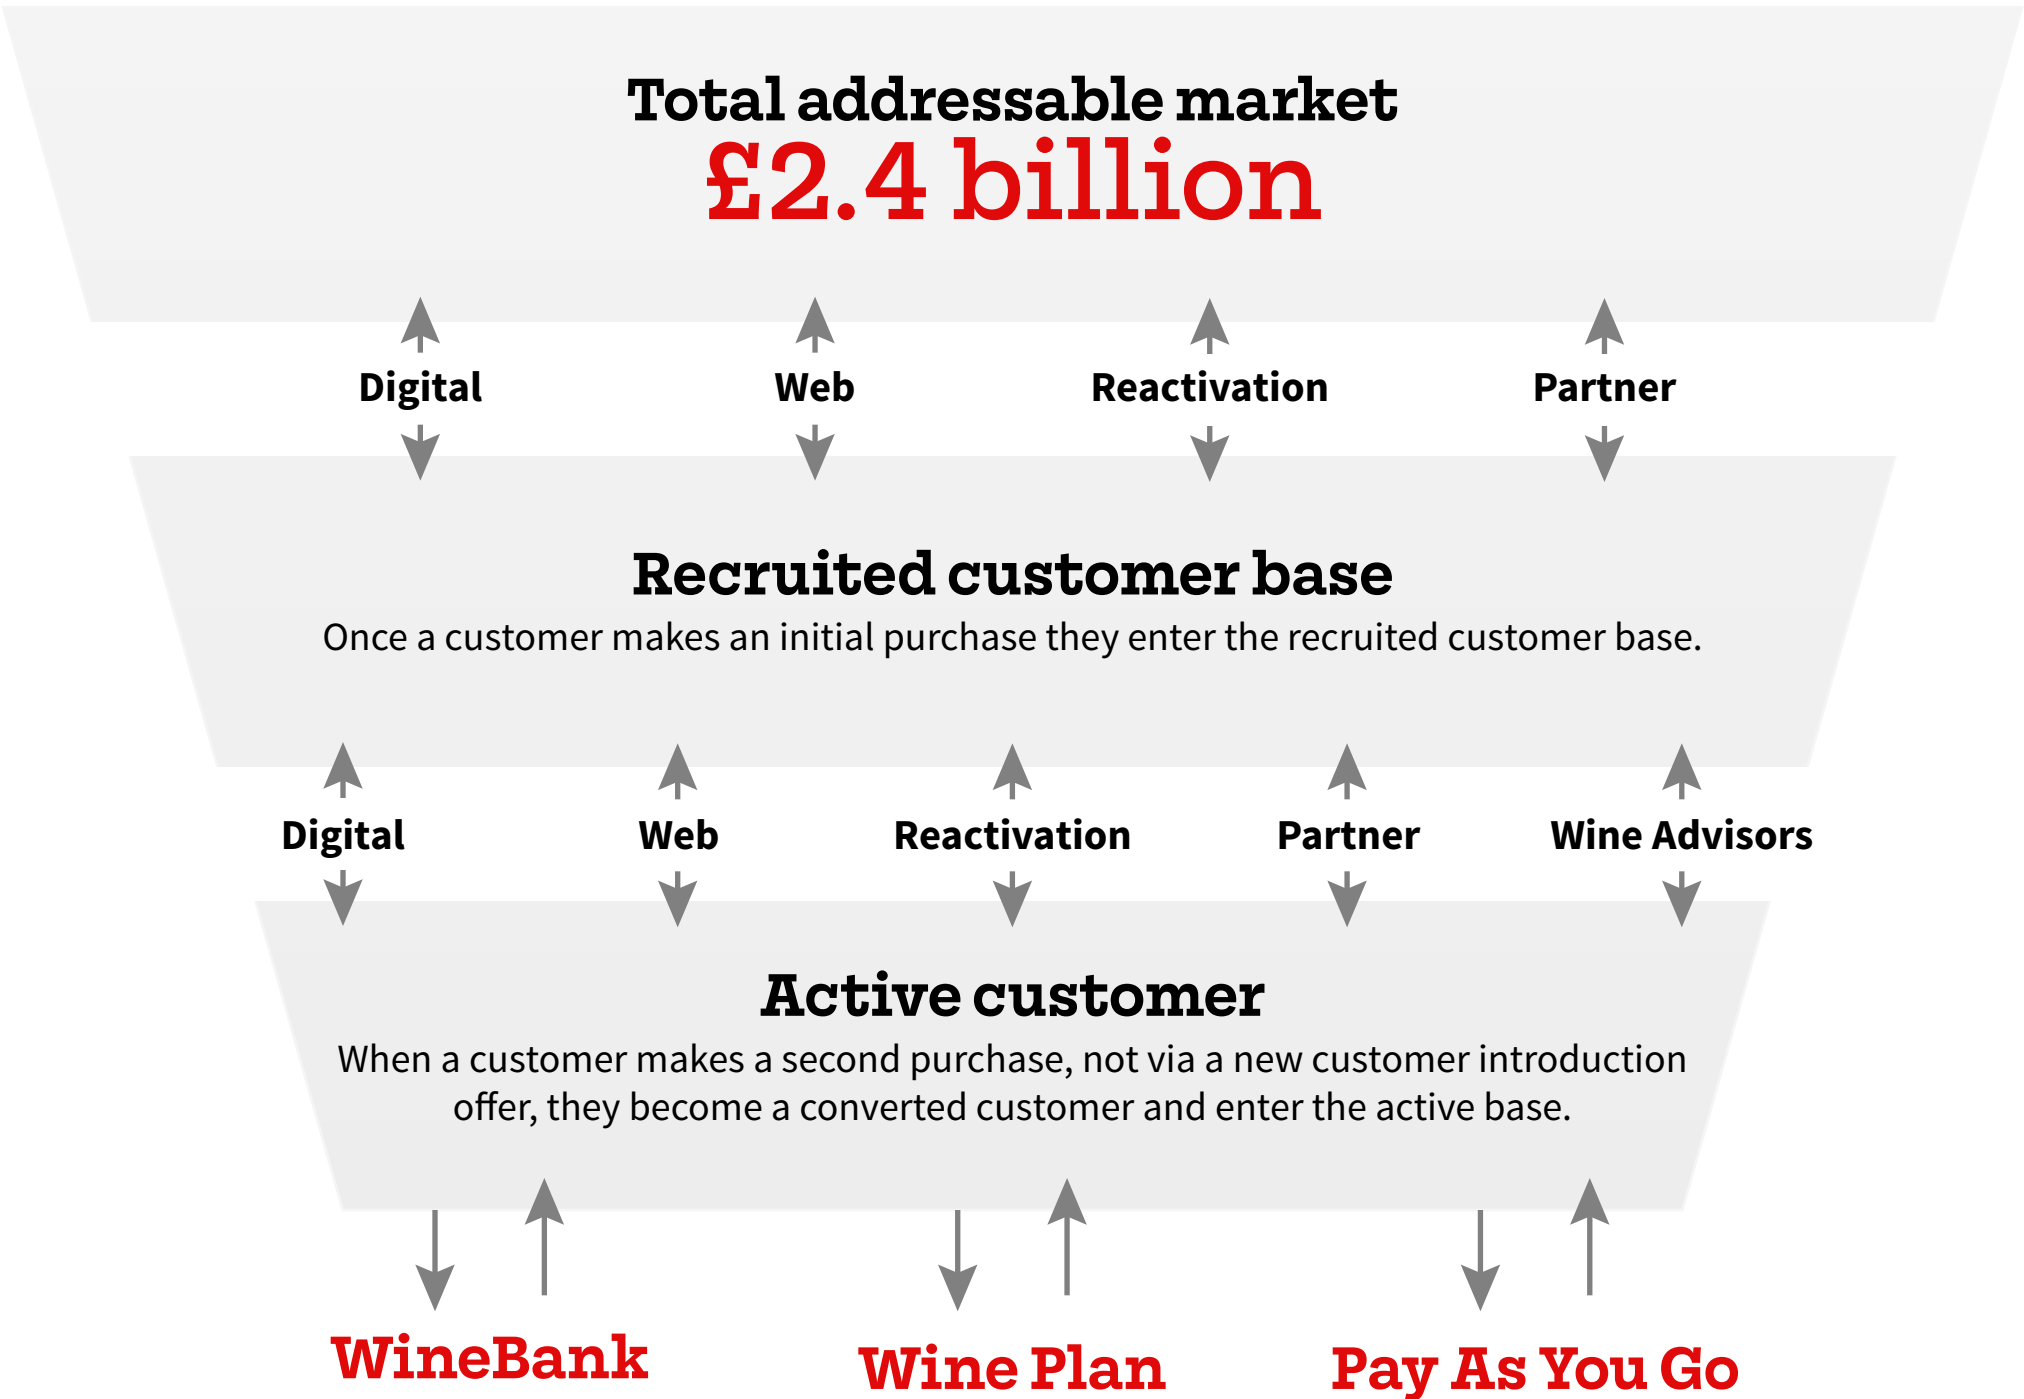 Total addressable market
£2.4 billion
Digital
Web
Reactivation
Partner
Recruited customer base
Once a customer makes an initial purchase they enter the recruited customer base.
Digital
Web
Reactivation
Partner
Wine Advisors
Active customer
When a customer makes a second purchase, not via a new customer introduction
offer, they become a converted customer and enter the active base.
WineBank
Wine Plan
Pay As You Go